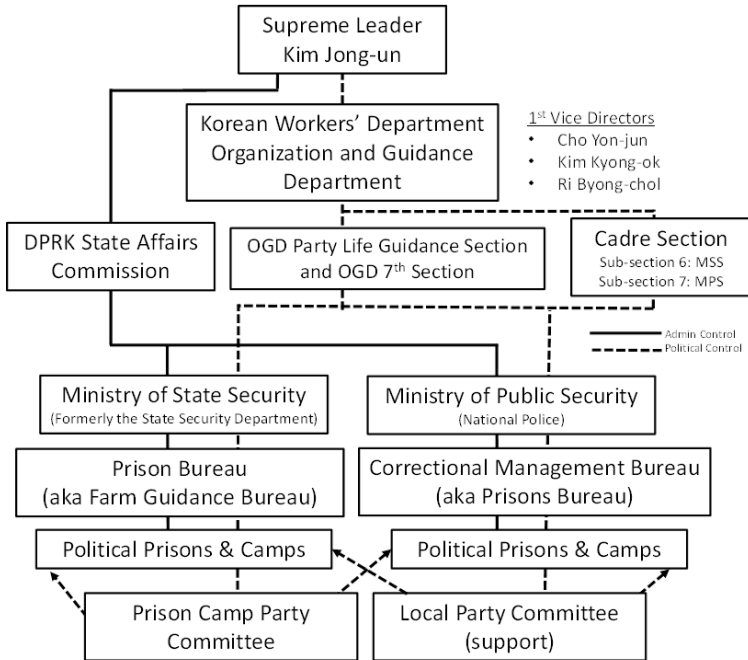 Supreme Leader
Kim Jong-un
Korean Workers' Department
Organization and Guidance
Department
1st Vice Directors
• Cho Yon-jun
• Kim Kyong-ok
• Ri Byong-chol
DPRK State Affairs
Commission
OGD Party Life Guidance Section
and OGD 7th Section
Cadre Section
Sub-section 6: MSS
Sub-section 7: MPS
Admin Control
Political Control
Ministry of State Security
(Formerly the State Security Department)
Ministry of Public Security
(National Police)
Prison Bureau
(aka Farm Guidance Bureau)
Correctional Management Bureau
(aka Prisons Bureau)
Political Prisons & Camps
Political Prisons & Camps
Prison Camp Party
Committee
Local Party Committee
(support)